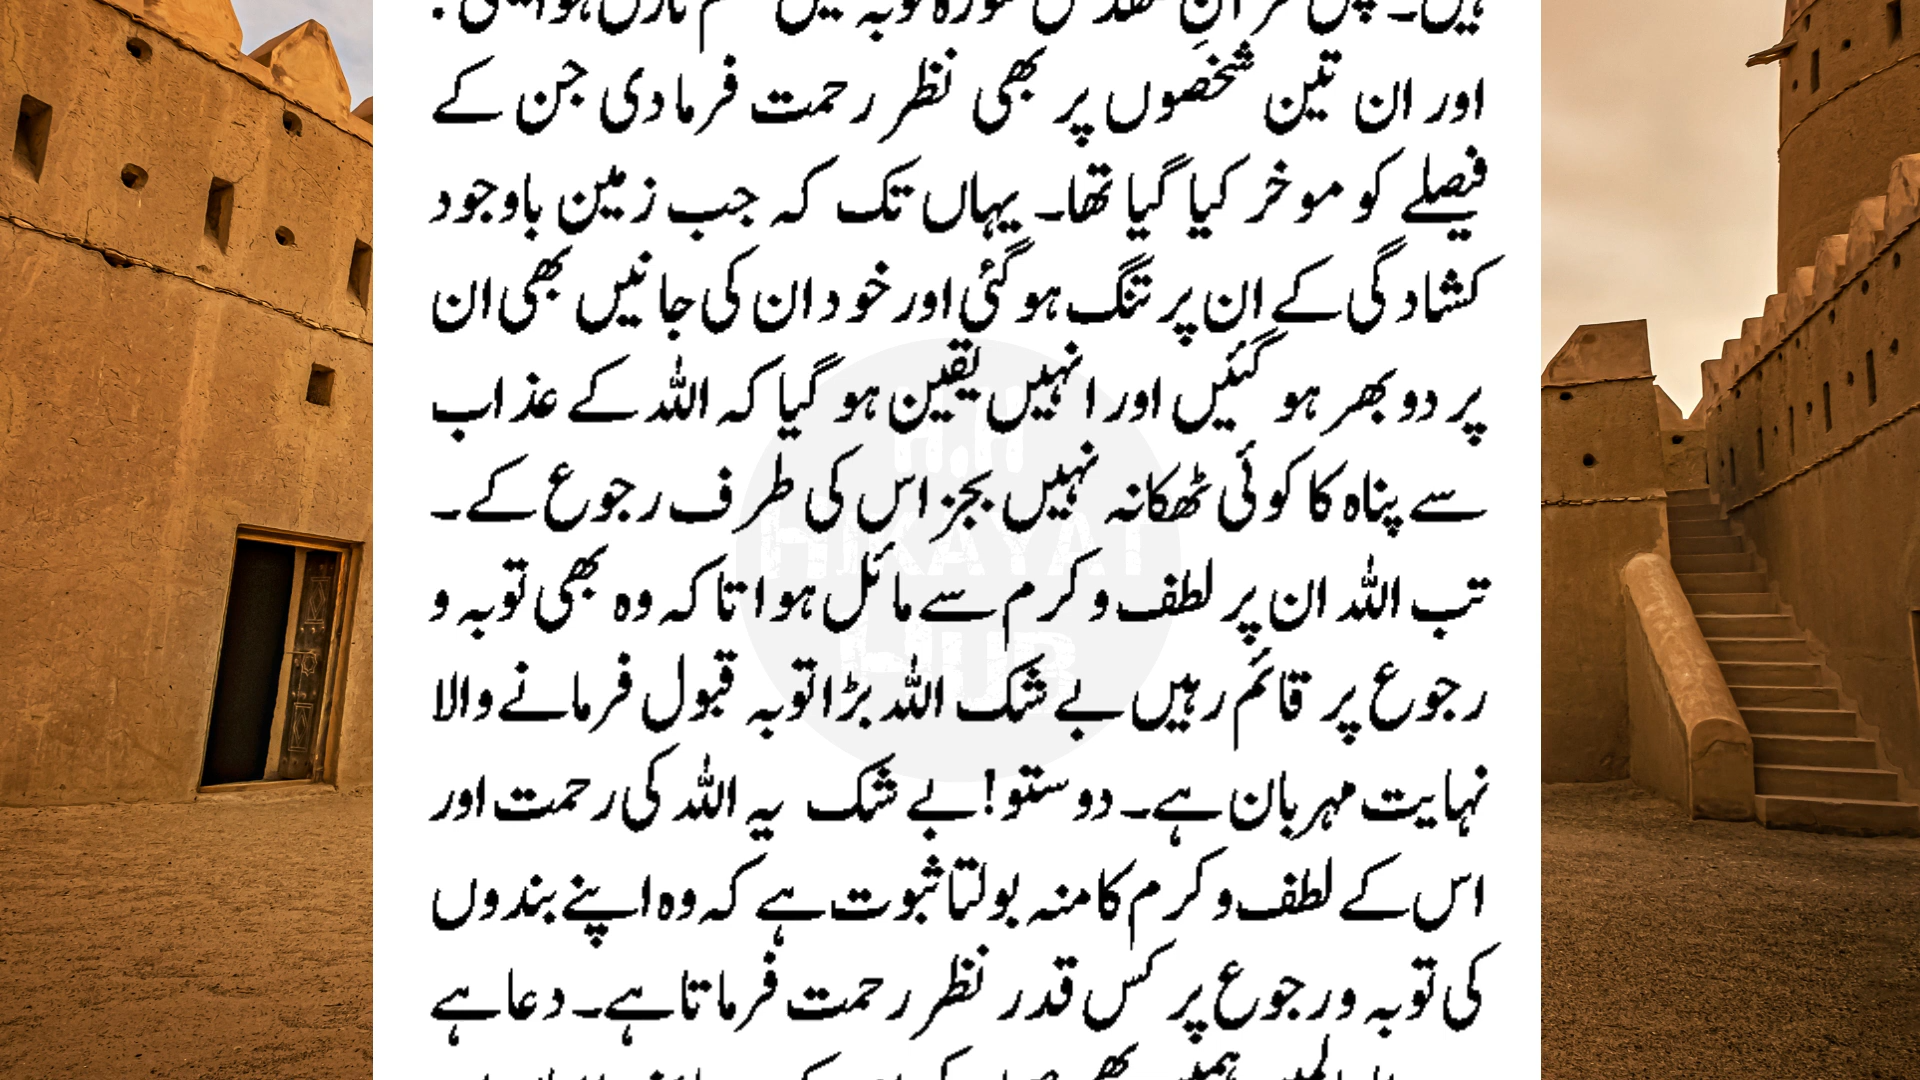 اور ان تین شخصوں پر بھی نظر رحمت فرمادی جن کے
فیصلے کو موخر کیا گیا تھا۔ یہاں تک کہ جب زمین باوجود
کشادگی کے ان پر تنگ ہو گئی اور خود ان کی جانیں بھی ان
پر دو بھر ہو گئیں اور انہیں یقین ہو گیا کہ اللہ کے عذاب
سے پناہ کا کوئی ٹھکانہ نہیں بجز اس کی طرف رجوع کے۔
تب اللہ ان پر لطف و کرم سے مائل ہوا تا کہ وہ بھی توبہ و
رجوع پر قائم رہیں بے شک اللہ بڑا توبہ قبول فرمانے والا
نہایت مہربان ہے۔ دوستو! بے شک یہ اللہ کی رحمت اور
اس کے لطف و کرم کا منہ بولتا ثبوت ہے کہ وہ اپنے بندوں
کی توبہ و رجوع پر کس قدر نظر رحمت فرماتا ہے۔ دعا ہے
H.H
HIKAYAT
HUB